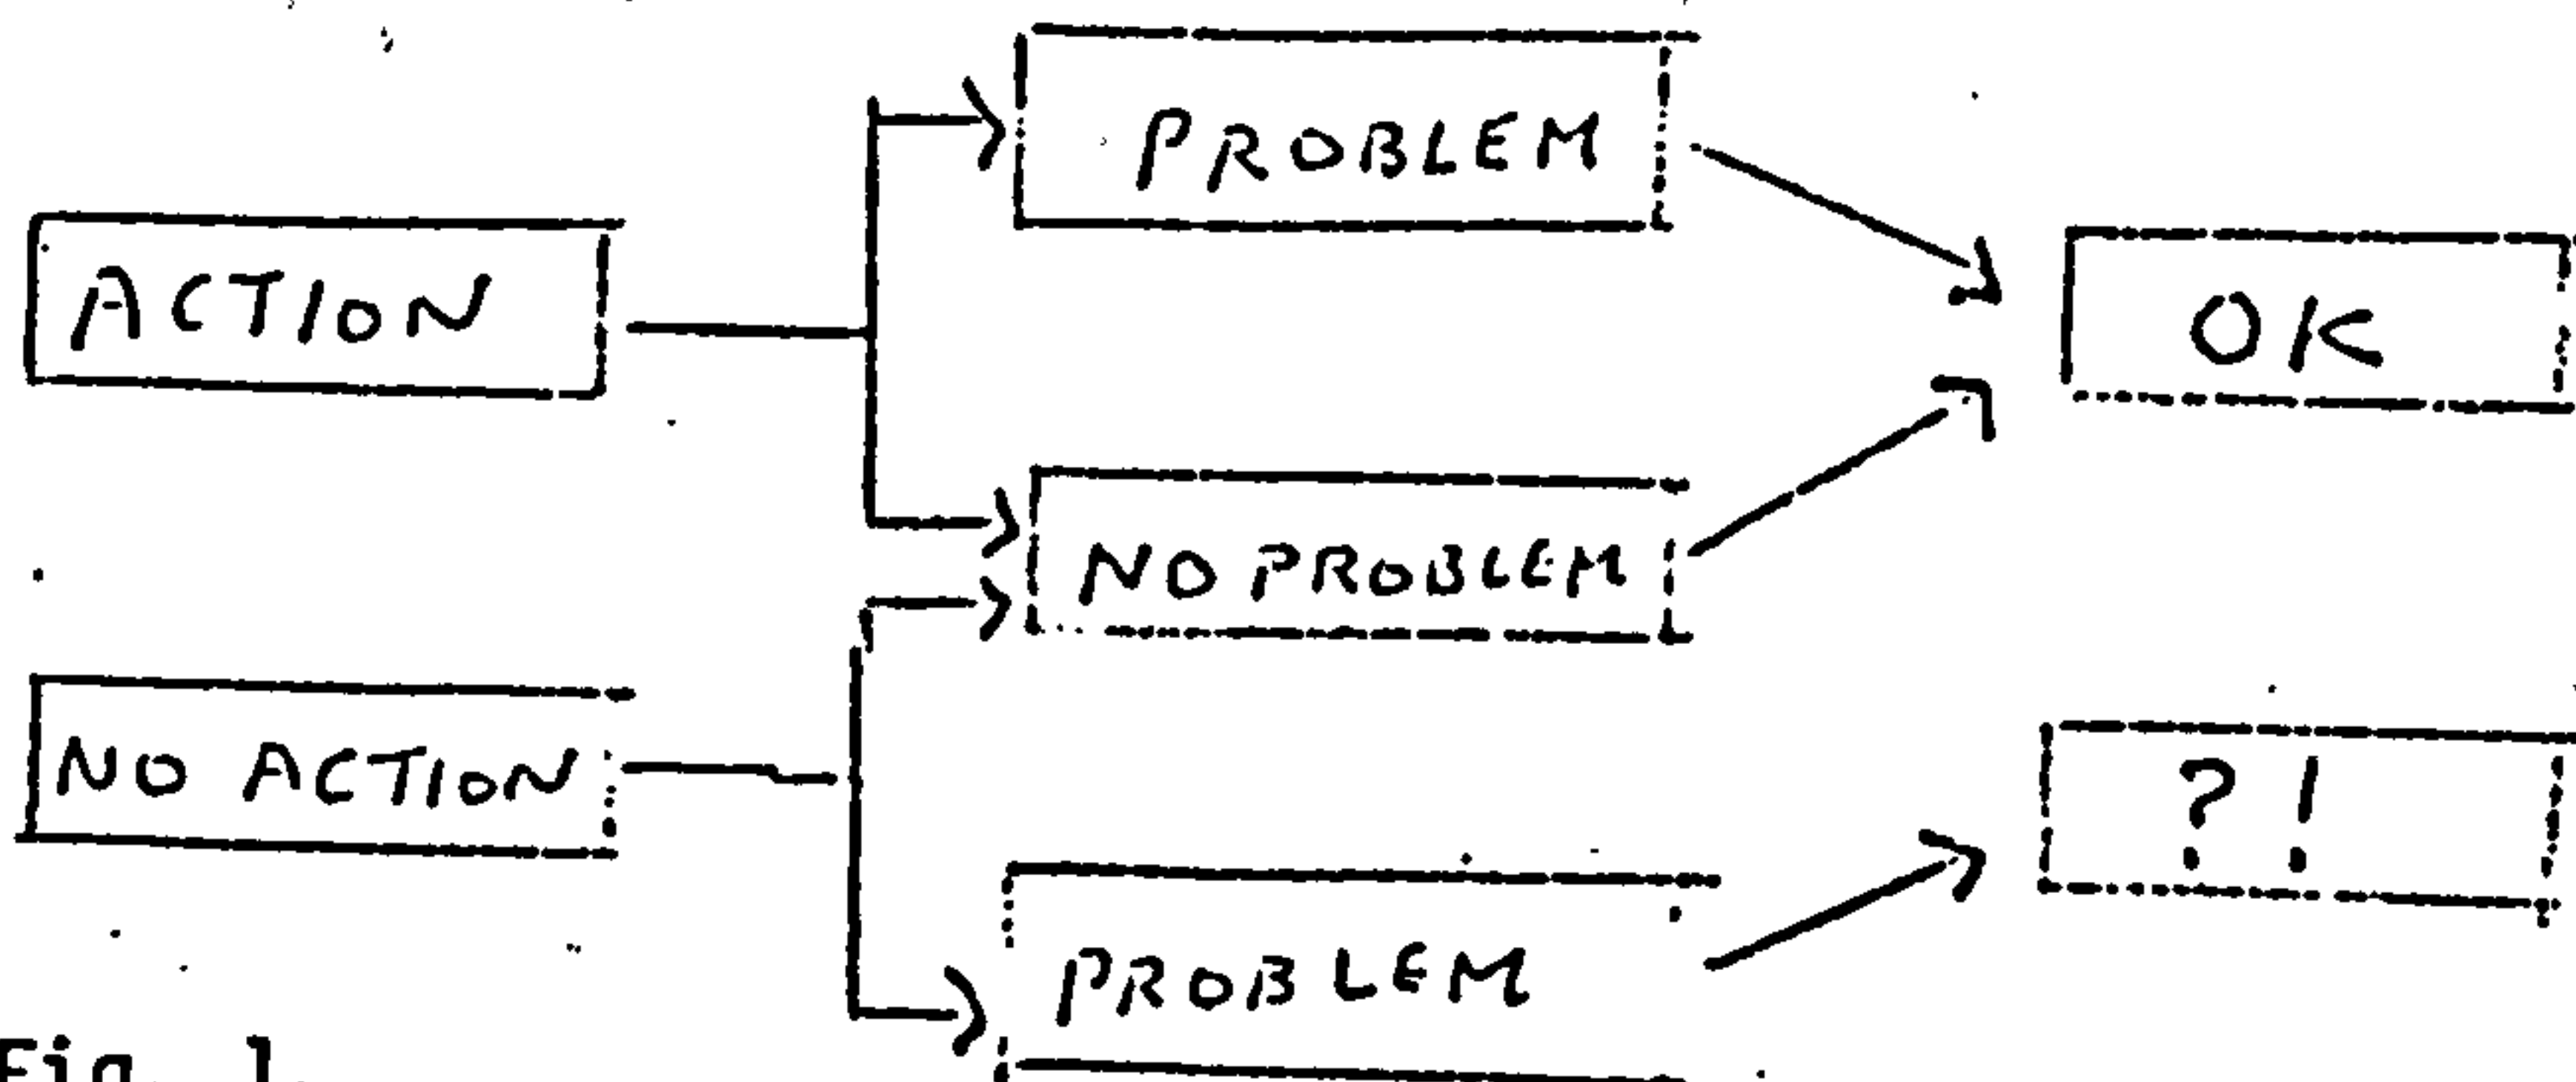 PROBLEM
ACTION
OK
NO PROBLEM
NO ACTION
?!
PROBLEM
Fig. 1.